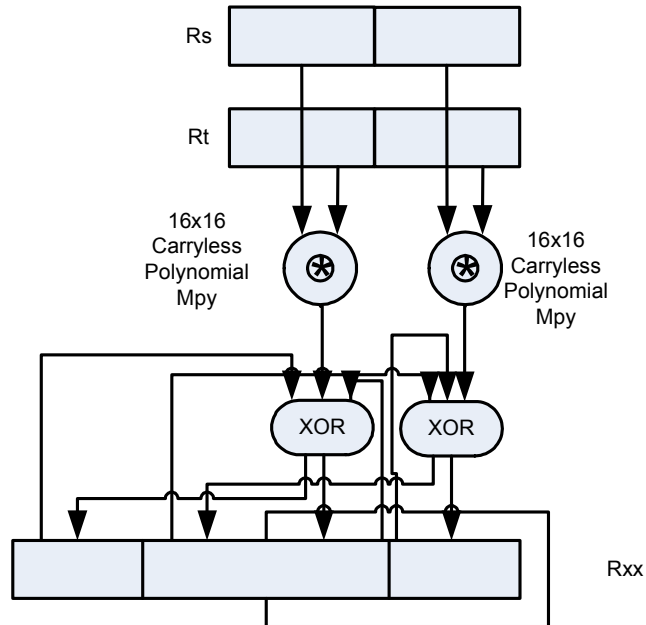 Rs
Rt
16x16
Carryless
Polynomial
Mpy
16x16
Carryless
Polynomial
Mpy
*
*
XOR
XOR
Rxx